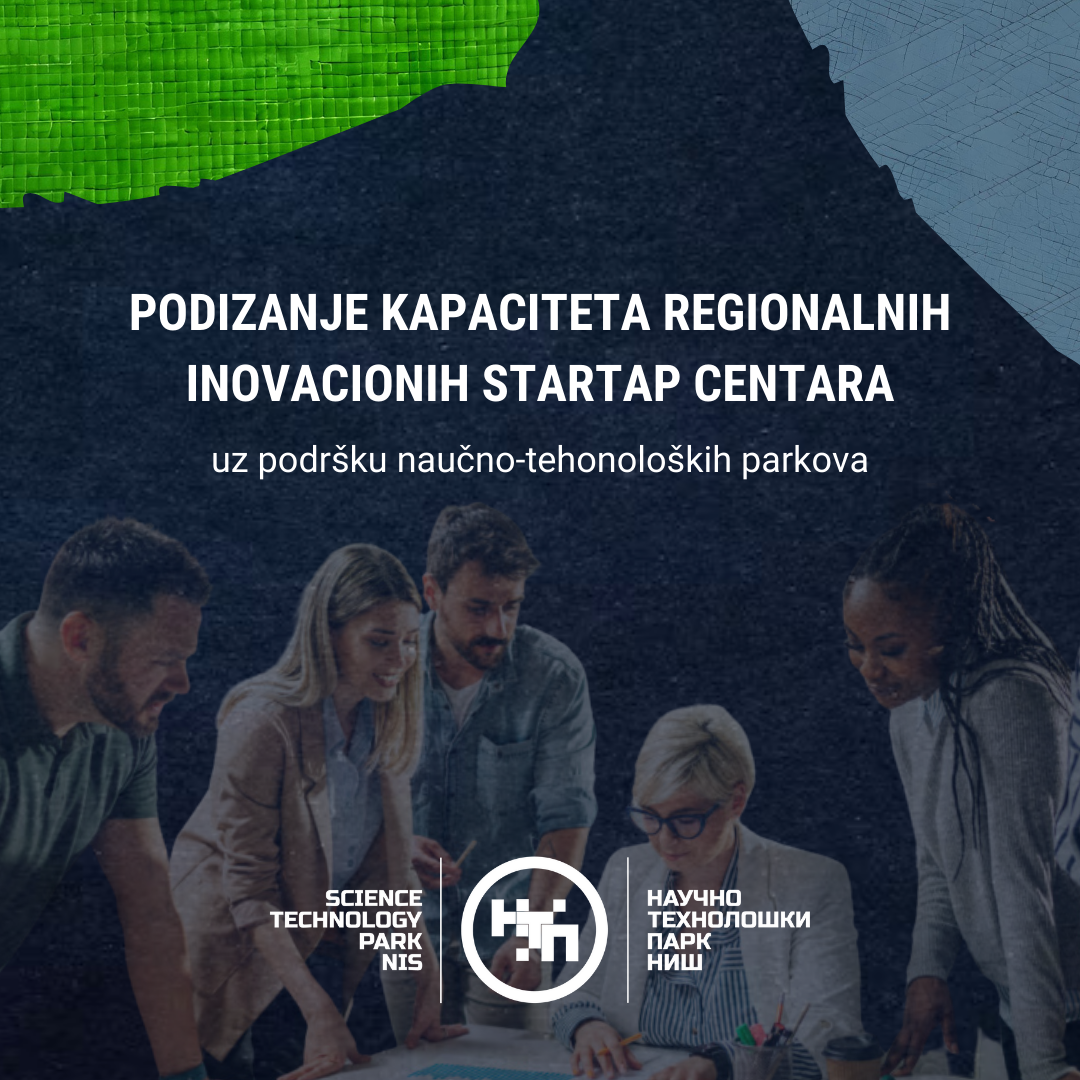 PODIZANJE KAPACITETA REGIONALNIH
INOVACIONIH STARTAP CENTARA
uz podršku naučno-tehonoloških parkova
SCIENCE
TECHNOLOGY
PARK
NIS
НТП
НАУЧНО
ТЕХНОЛОШКИ
ПАРК
НИШ